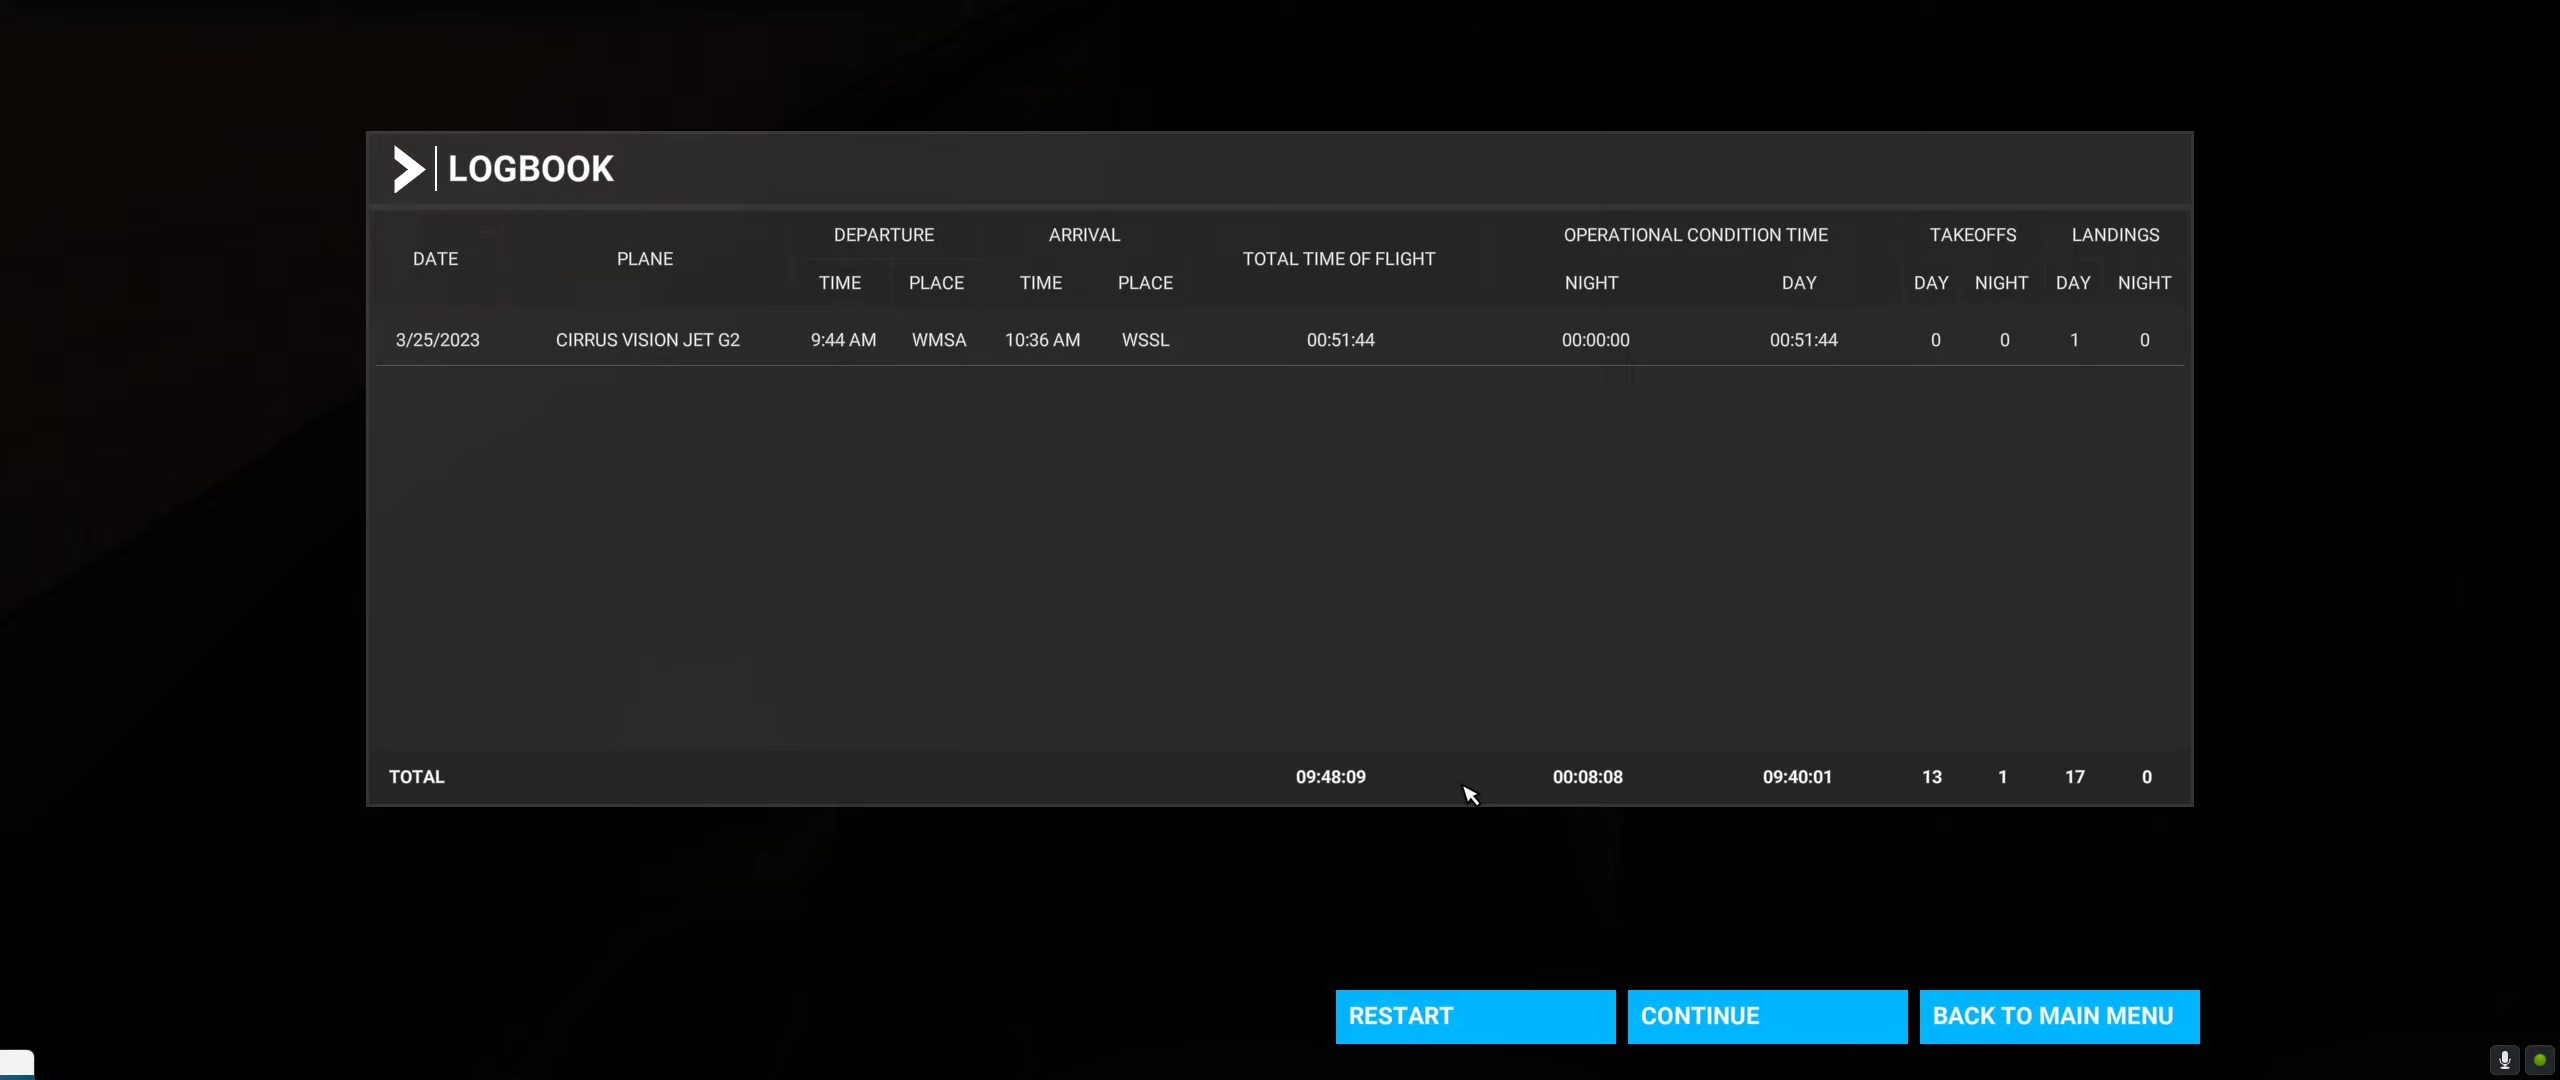 LOGBOOK
DATE PLANE DEPARTURE ARRIVAL TOTAL TIME OF FLIGHT OPERATIONAL CONDITION TIME TAKEOFFS LANDINGS
TIME PLACE TIME PLACE NIGHT DAY DAY NIGHT DAY NIGHT
3/25/2023 CIRRUS VISION JET G2 9:44 AM WMSA 10:36 AM WSSL 00:51:44 00:00:00 00:51:44 0 0 1 0
TOTAL 09:48:09 00:08:08 09:40:01 13 1 17 0
RESTART CONTINUE BACK TO MAIN MENU